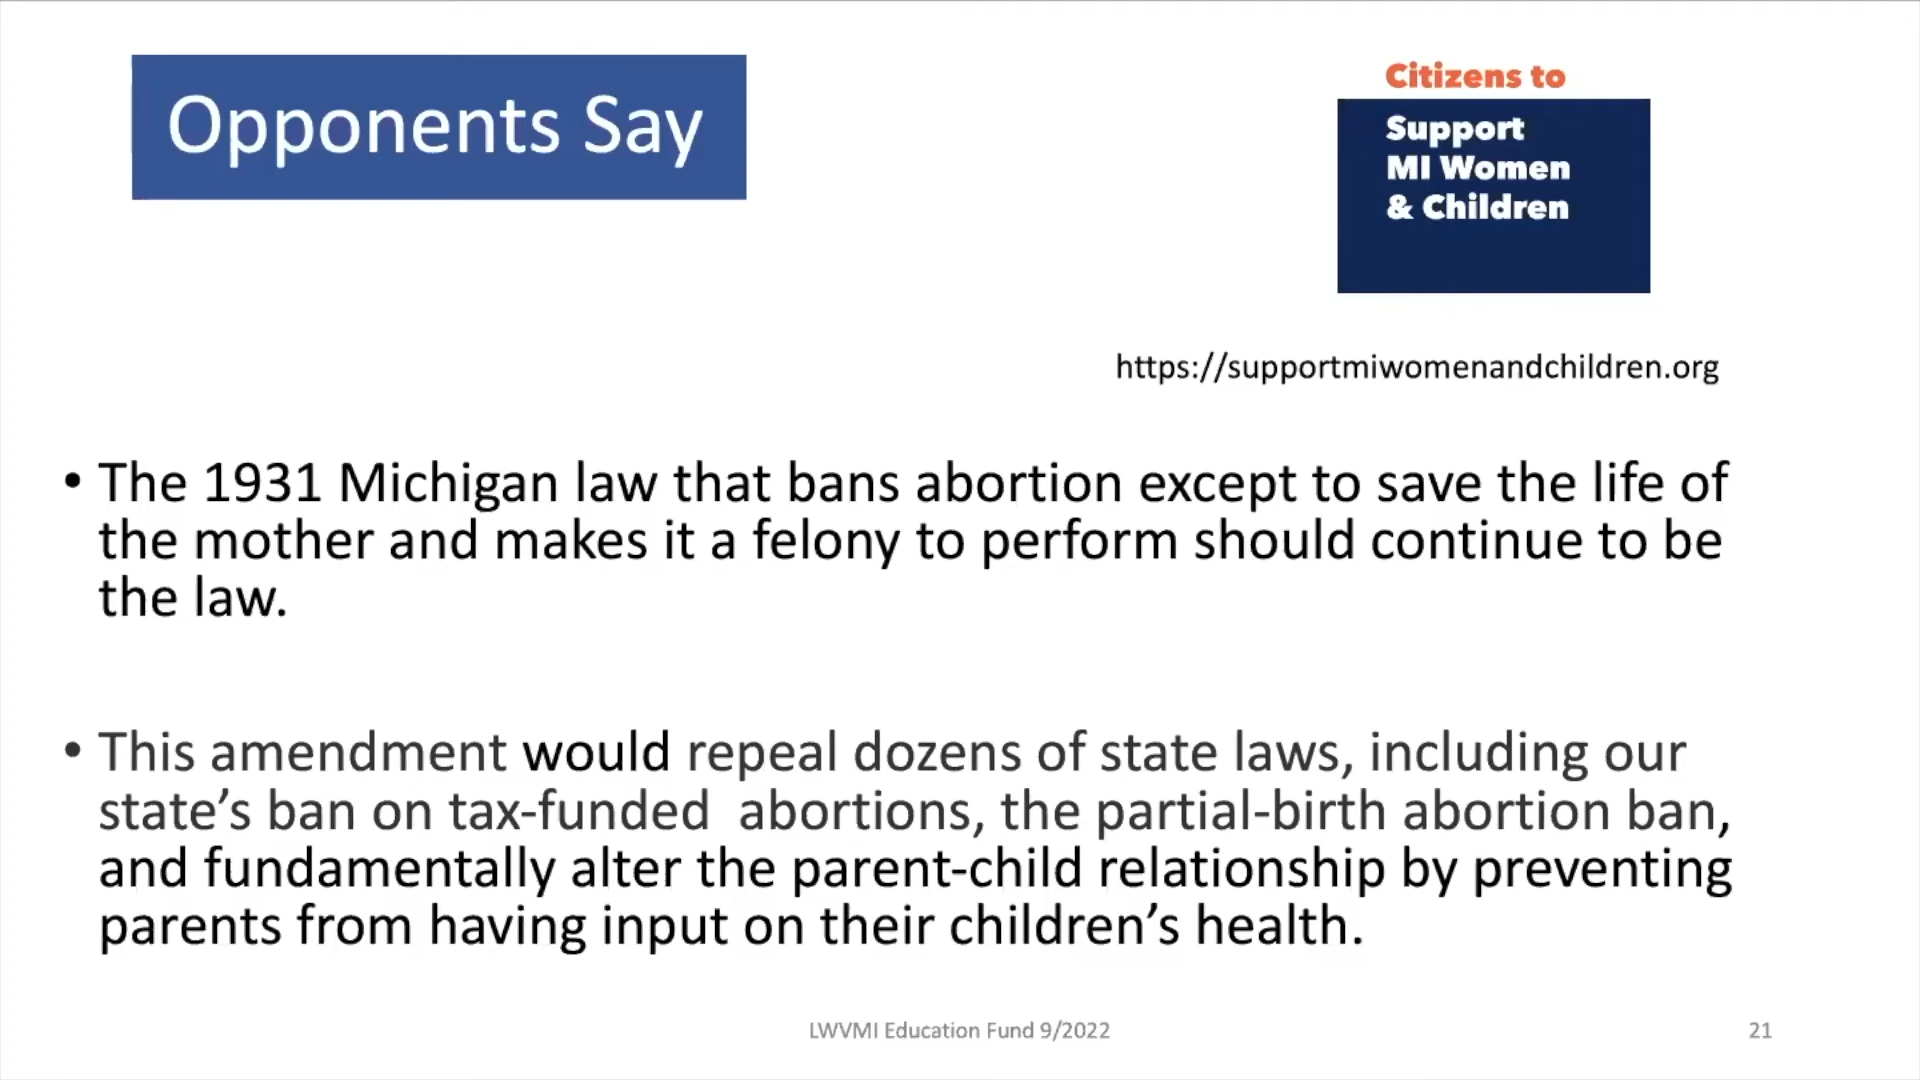 Opponents Say
Citizens to
Support
MI Women
& Children
https://supportmiwomenandchildren.org
• The 1931 Michigan law that bans abortion except to save the life of
the mother and makes it a felony to perform should continue to be
the law.
• This amendment would repeal dozens of state laws, including our
state’s ban on tax-funded  abortions, the partial-birth abortion ban,
and fundamentally alter the parent-child relationship by preventing
parents from having input on their children’s health.
LWVMI Education Fund 9/2022
21